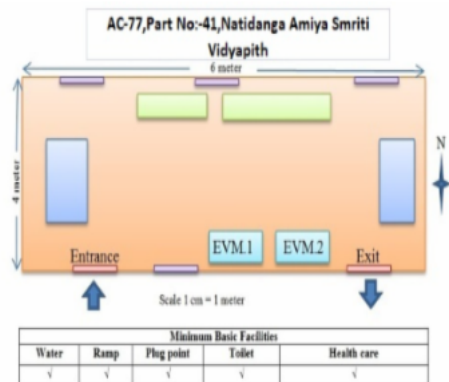 AC-77,Part No:-41,Natidanga Amiya Smriti
Vidyapith
6 meter
4 meter
N
EVM.1 EVM.2
Entrance Exit
Scale 1 cm = 1 meter
Minimum Basic Facilities
Water Ramp Plug point Toilet Health care
√ √ √ √ √